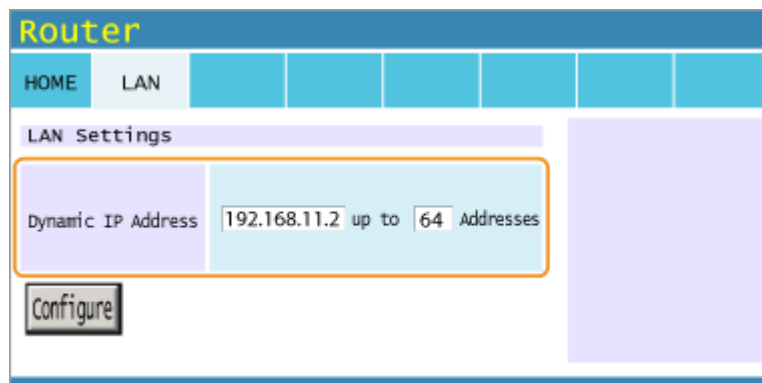 Router
HOME LAN
LAN Settings
Dynamic IP Address 192.168.11.2 up to 64 Addresses
Configure